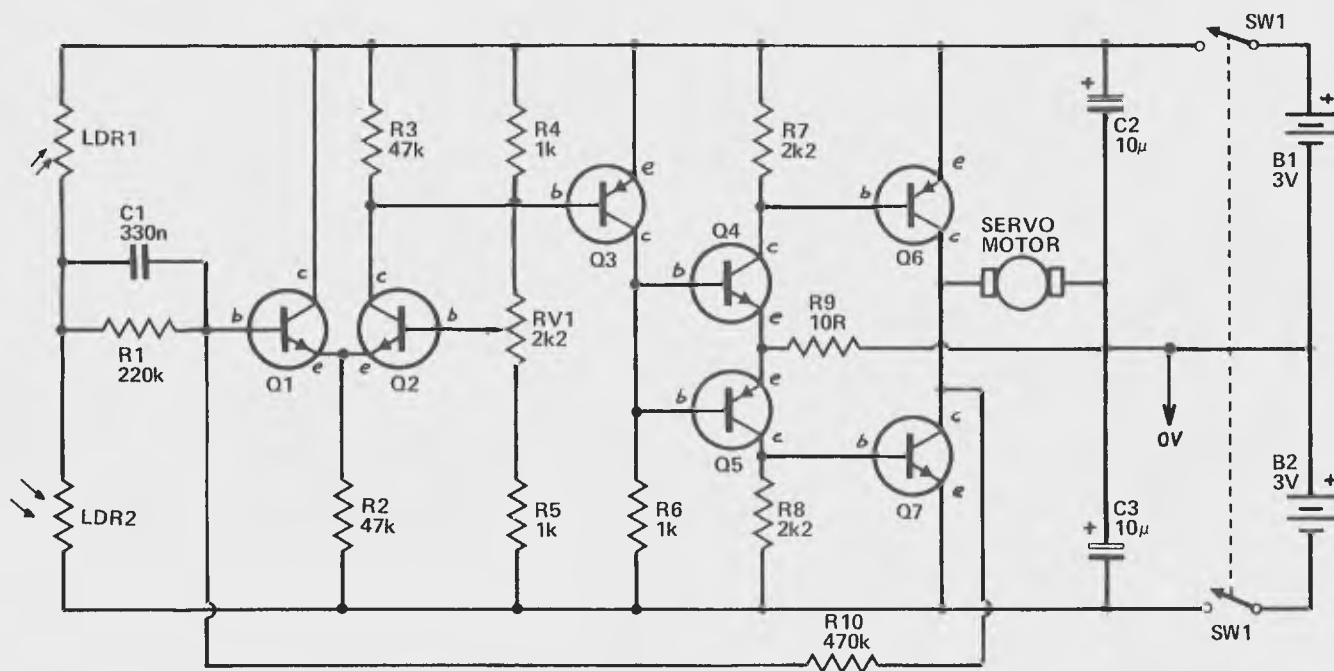 SW1
+
+
LDR1
R3
47k
R4
1k
R7
2k2
C2
10μ
B1
3V
e
b
e
b
C1
330n
Q4
SERVO
MOTOR
Q3
c
c
Q6
c
c
b
c
b
b
RV1
2k2
e
R9
10R
R1
220k
Q1
e
e
Q2
e
b
0V
c
c
Q5
b
B2
3V
+
LDR2
R2
47k
R5
1k
R6
1k
R8
2k2
Q7
e
C3
10μ
+
R10
470k
SW1